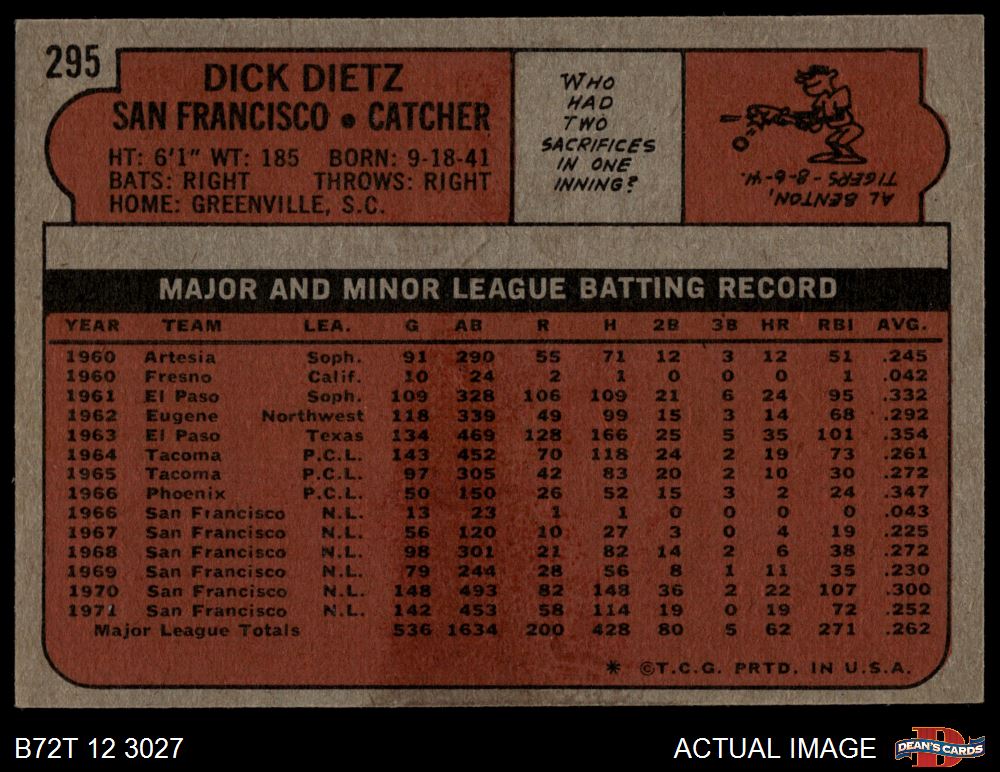 295
DICK DIETZ
SAN FRANCISCO • CATCHER
HT: 6'1" WT: 185 BORN: 9-18-41
BATS: RIGHT THROWS: RIGHT
HOME: GREENVILLE, S.C.
WHO
HAD
TWO
SACRIFICES
IN ONE
INNING?
AL BENTON,
TIGERS-8-6-41.
MAJOR AND MINOR LEAGUE BATTING RECORD
YEAR TEAM LEA. G AB R H 2B 3B HR RBI AVG.
1960 Artesia Soph. 91 290 55 71 12 3 12 51 .245
1960 Fresno Calif. 10 24 2 1 0 0 0 1 .042
1961 El Paso Soph. 109 328 106 109 21 6 24 95 .332
1962 Eugene Northwest 118 339 49 99 15 3 14 68 .292
1963 El Paso Texas 134 469 128 166 25 5 35 101 .354
1964 Tacoma P.C.L. 143 452 70 118 24 2 19 73 .261
1965 Tacoma P.C.L. 97 305 42 83 20 2 10 30 .272
1966 Phoenix P.C.L. 50 150 26 52 15 3 2 24 .347
1966 San Francisco N.L. 13 23 1 1 0 0 0 0 .043
1967 San Francisco N.L. 56 120 10 27 3 0 4 19 .225
1968 San Francisco N.L. 98 301 21 82 14 2 6 38 .272
1969 San Francisco N.L. 79 244 28 56 8 1 11 35 .230
1970 San Francisco N.L. 148 493 82 148 36 2 22 107 .300
1971 San Francisco N.L. 142 453 58 114 19 0 19 72 .252
Major League Totals 536 1634 200 428 80 5 62 271 .262
* ©T.C.G. PRTD. IN U.S.A.
B72T 12 3027
ACTUAL IMAGE
DEAN'S CARDS